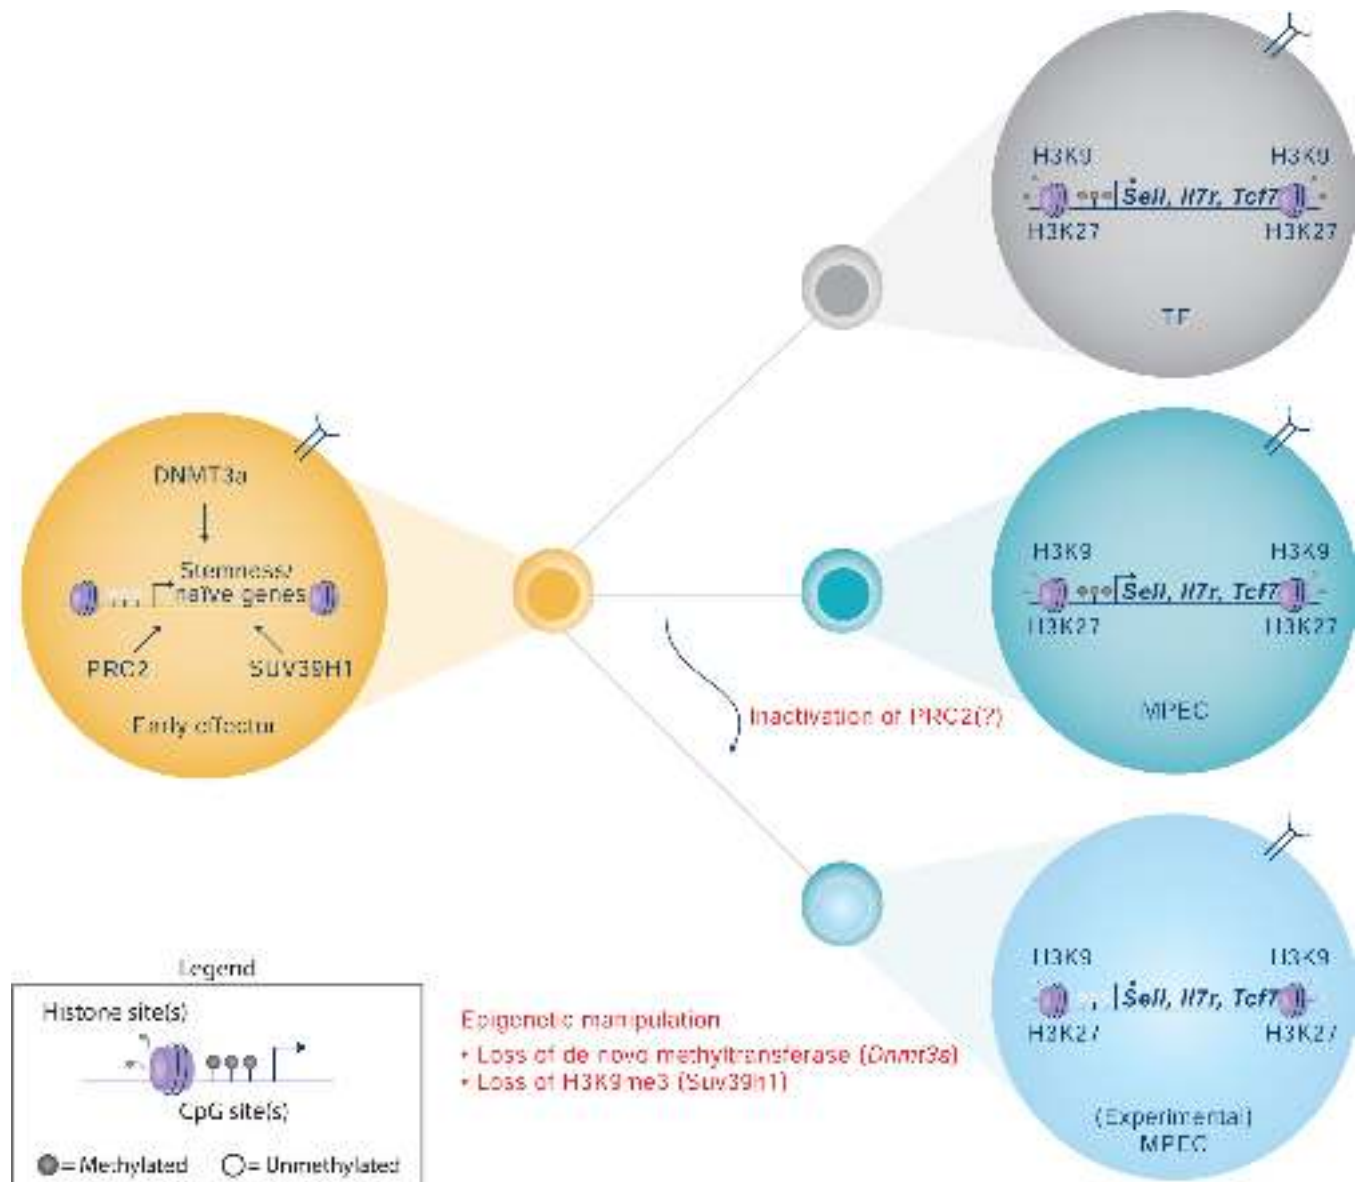 H3K9 H3K9
Sell, Il7r, Tcf7
H3K27 H3K27
TE
DNMT3a
Stemness/
naïve genes
PRC2 SUV39H1
Early effector
H3K9 H3K9
Sell, Il7r, Tcf7
H3K27 H3K27
MPEC
Inactivation of PRC2(?)
H3K9 H3K9
Sell, Il7r, Tcf7
H3K27 H3K27
(Experimental)
MPEC
Epigenetic manipulation
• Loss of de novo methyltransferase (Dnmt3a)
• Loss of H3K9me3 (Suv39h1)
Legend
Histone site(s)
CpG site(s)
= Methylated = Unmethylated